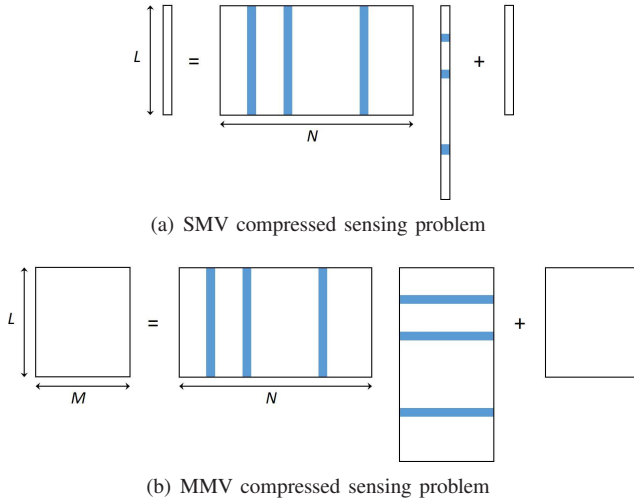 L
=
+
N
(a) SMV compressed sensing problem
L
=
+
M
N
(b) MMV compressed sensing problem